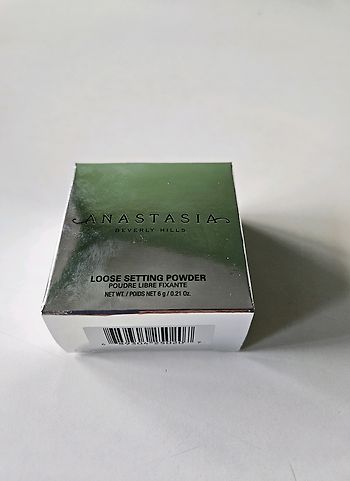 ANASTASIA
BEVERLY HILLS
LOOSE SETTING POWDER
POUDRE LIBRE FIXANTE
NET WT. / POIDS NET 6 g / 0.21 Oz.